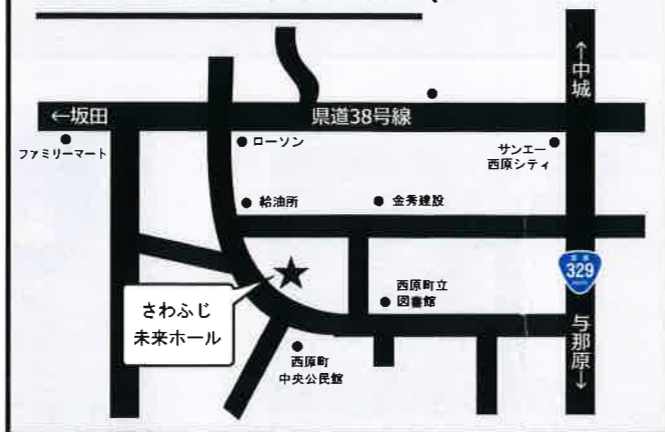 ↑中城
←坂田
県道38号線
ファミリーマート
ローソン
サンエー
西原シティ
給油所
金秀建設
329
西原町立
図書館
さわふじ
未来ホール
与那原↓
西原町
中央公民館